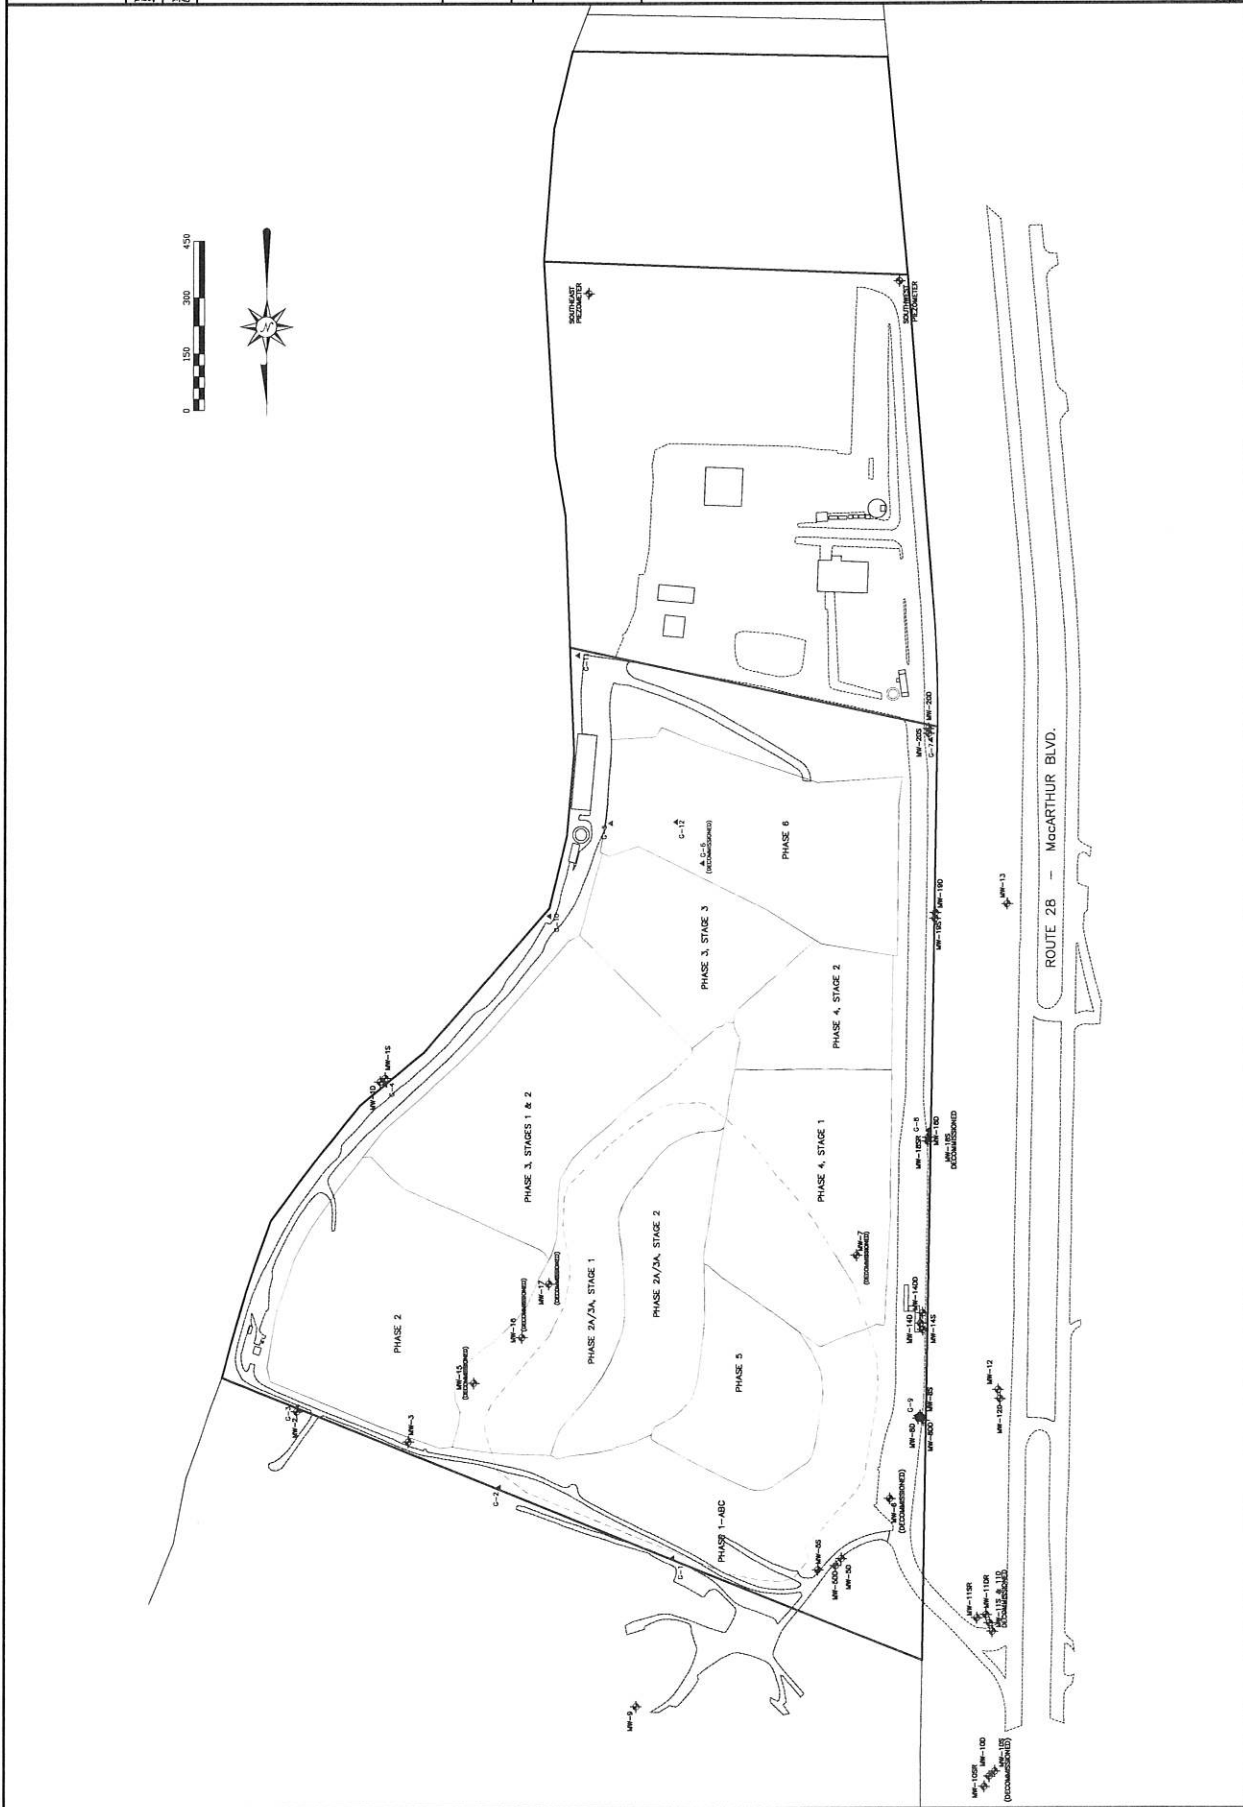 0
150
300
450
N
SOUTHEAST
PIEZOMETER
SOUTHWEST
PIEZOMETER
MW-20S
MW-20D
G-12
G-6
(DECOMMISSIONED)
PHASE 6
PHASE 3, STAGE 3
PHASE 4, STAGE 2
MW-19S
MW-19D
MW-13
ROUTE 28 - MacARTHUR BLVD.
G-10
MW-1D
MW-1S
G-4
PHASE 3, STAGES 1 & 2
PHASE 4, STAGE 1
MW-18SR
G-8
MW-18D
MW-18S
DECOMMISSIONED
PHASE 2
MW-17
(DECOMMISSIONED)
MW-16
(DECOMMISSIONED)
MW-15
(DECOMMISSIONED)
PHASE 2A/3A, STAGE 1
PHASE 2A/3A, STAGE 2
MW-7
(DECOMMISSIONED)
MW-14D
MW-14DD
MW-14S
PHASE 5
G-3
MW-2
MW-3
G-2
MW-8D
G-9
MW-8S
MW-8DD
MW-12D
MW-12
MW-6
(DECOMMISSIONED)
PHASE 1-ABC
G-1
MW-5S
MW-5DD
MW-5D
MW-11SR
MW-11DR
MW-11S & 11D
DECOMMISSIONED
MW-9
MW-10SR
MW-10D
MW-10S
(DECOMMISSIONED)